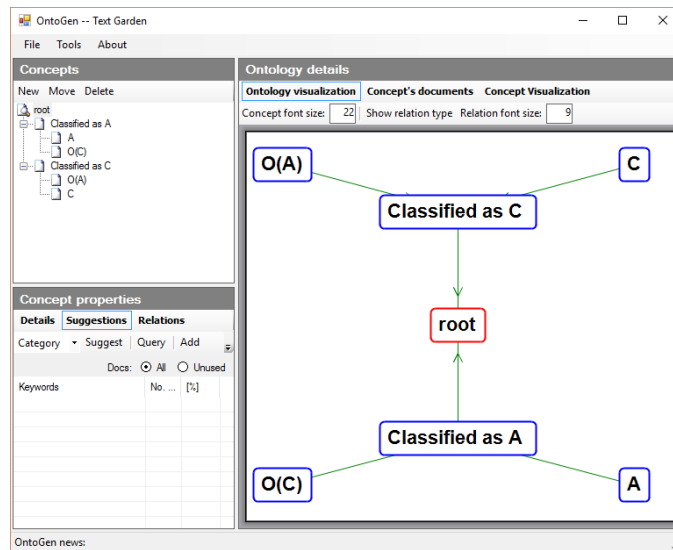 OntoGen -- Text Garden
File Tools About
Concepts
New Move Delete
root
Classified as A
A
O(C)
Classified as C
O(A)
C
Concept properties
Details Suggestions Relations
Category Suggest Query Add
Docs: All Unused
Keywords No. ... [%]
Ontology details
Ontology visualization Concept's documents Concept Visualization
Concept font size: 22 Show relation type Relation font size: 9
O(A) C
Classified as C
root
Classified as A
O(C) A
OntoGen news: